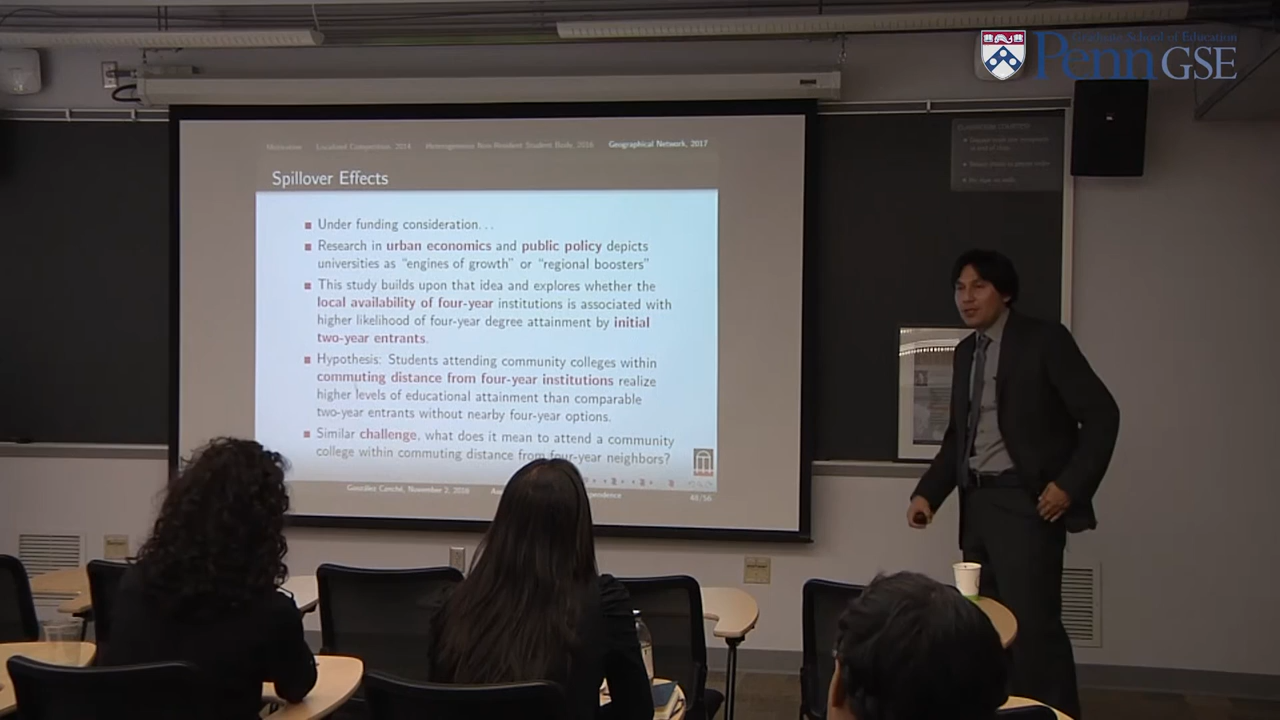 Graduate School of Education
Penn GSE
Motivation Localized Competition, 2014 Heterogeneous Non-Resident Student Body, 2016 Geographical Network, 2017
Spillover Effects
Under funding consideration...
Research in urban economics and public policy depicts
universities as “engines of growth” or “regional boosters”
This study builds upon that idea and explores whether the
local availability of four-year institutions is associated with
higher likelihood of four-year degree attainment by initial
two-year entrants.
Hypothesis: Students attending community colleges within
commuting distance from four-year institutions realize
higher levels of educational attainment than comparable
two-year entrants without nearby four-year options.
Similar challenge, what does it mean to attend a community
college within commuting distance from four-year neighbors?
González Canché, November 2, 2016
48/56